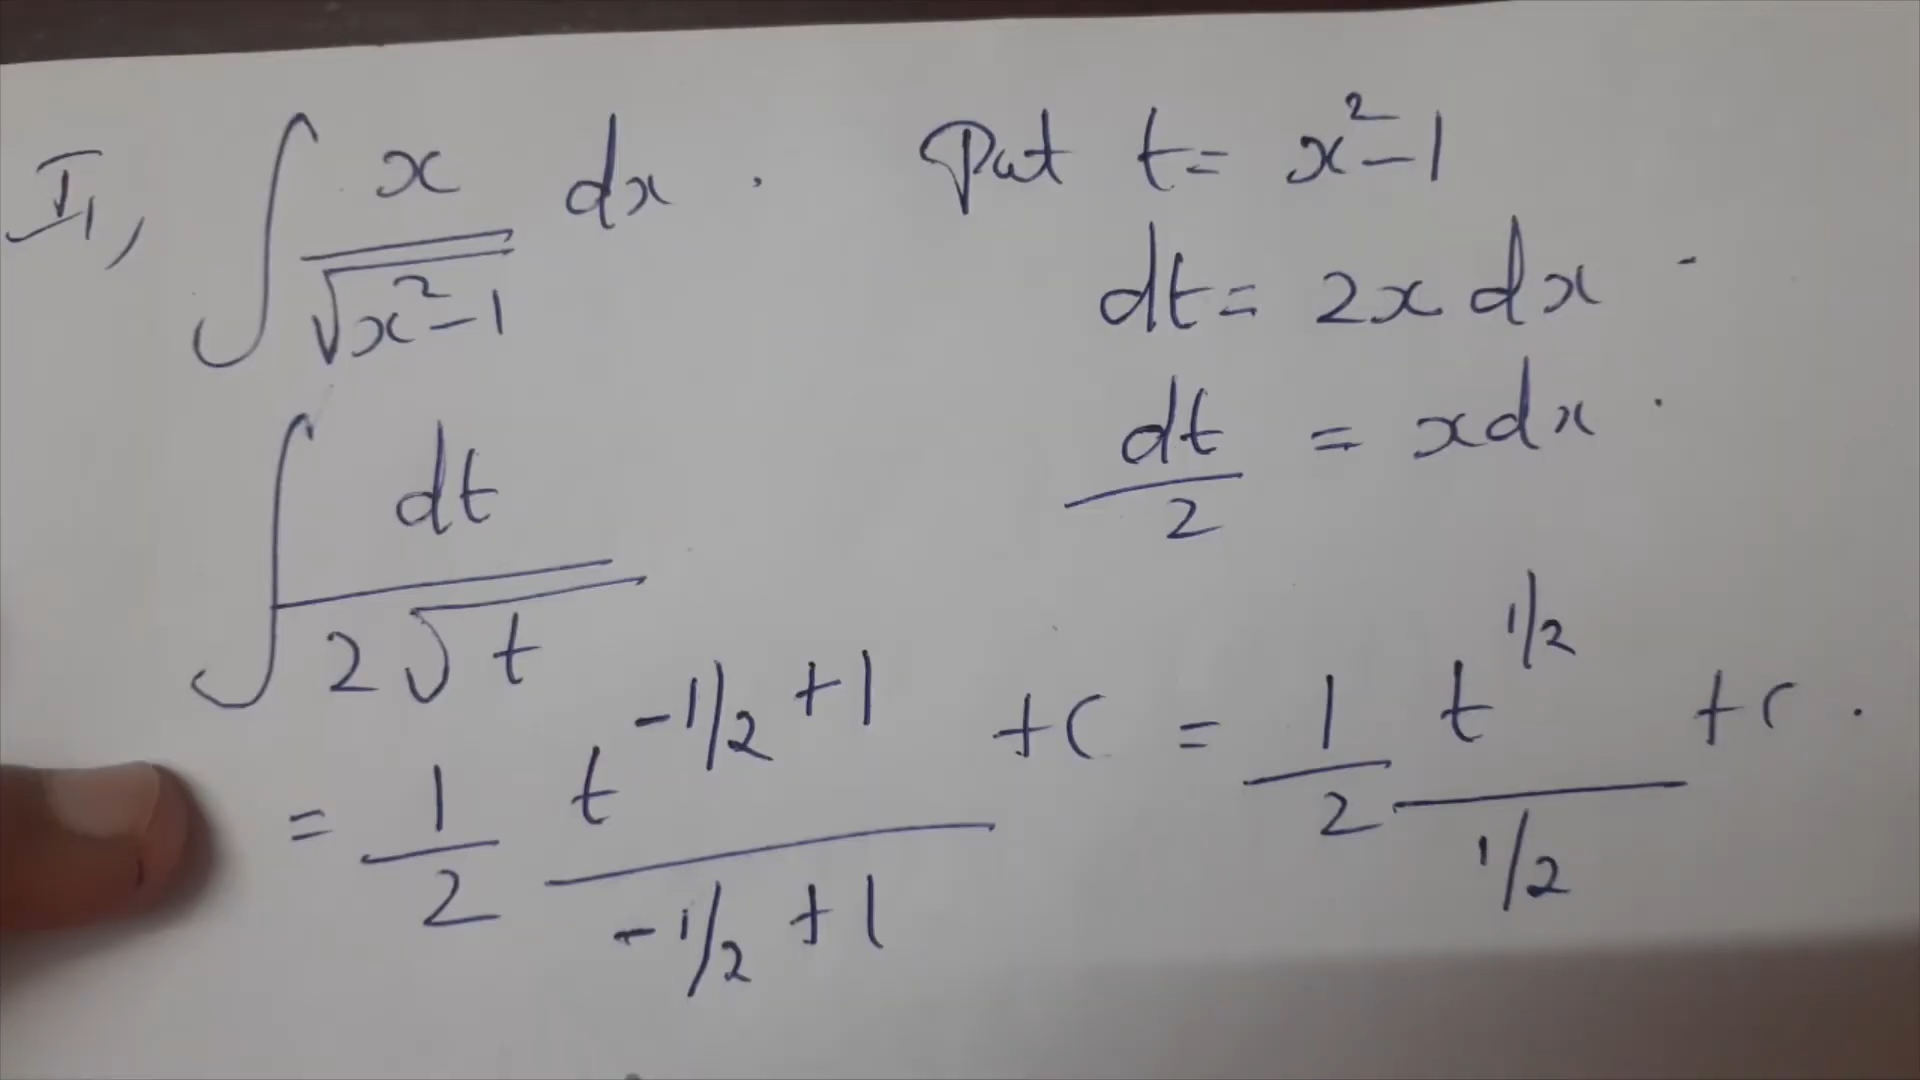 I₁, ∫ x/√(x²-1) dx . Put t = x²-1
dt = 2x dx .
dt/2 = x dx .
∫ dt/(2√t)
= 1/2 t^(-1/2 +1)/(-1/2 +1) + C = 1/2 t^(1/2)/(1/2) + C .